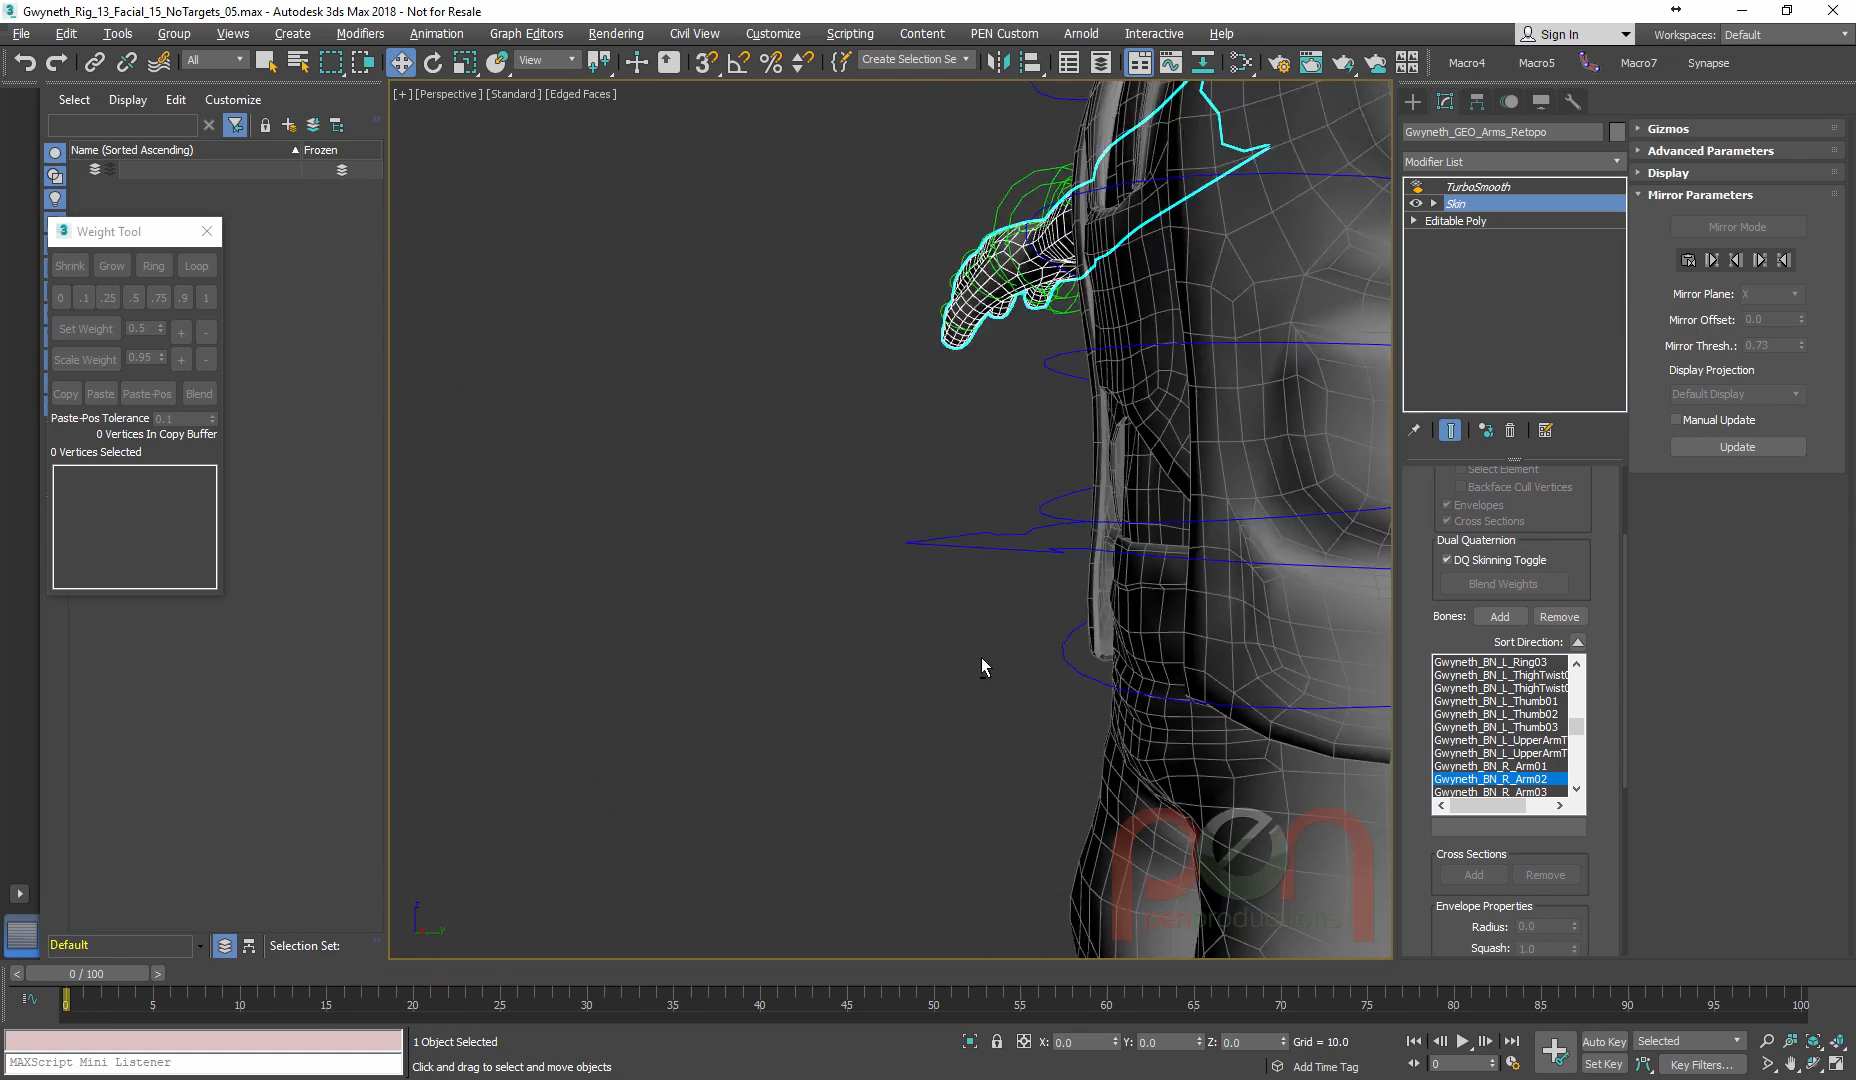 Gwyneth_Rig_13_Facial_15_NoTargets_05.max - Autodesk 3ds Max 2018 - Not for Resale
File Edit Tools Group Views Create Modifiers Animation Graph Editors Rendering Civil View Customize Scripting Content PEN Custom Arnold Interactive Help
Sign In Workspaces: Default
All View Create Selection Se Macro4 Macro5 Macro7 Synapse
Select Display Edit Customize
Name (Sorted Ascending) Frozen
Weight Tool
Shrink Grow Ring Loop
0 .1 .25 .5 .75 .9 1
Set Weight 0.5 + -
Scale Weight 0.95 + -
Copy Paste Paste-Pos Blend
Paste-Pos Tolerance 0.1
0 Vertices In Copy Buffer
0 Vertices Selected
[+] [Perspective] [Standard] [Edged Faces]
z
y
pen
penproductions
Gwyneth_GEO_Arms_Retopo
Modifier List
TurboSmooth
Skin
Editable Poly
Select Element
Backface Cull Vertices
Envelopes
Cross Sections
Dual Quaternion
DQ Skinning Toggle
Blend Weights
Bones: Add Remove
Sort Direction:
Gwyneth_BN_L_Ring03
Gwyneth_BN_L_ThighTwist0
Gwyneth_BN_L_ThighTwist0
Gwyneth_BN_L_Thumb01
Gwyneth_BN_L_Thumb02
Gwyneth_BN_L_Thumb03
Gwyneth_BN_L_UpperArmT
Gwyneth_BN_L_UpperArmT
Gwyneth_BN_R_Arm01
Gwyneth_BN_R_Arm02
Gwyneth_BN_R_Arm03
Cross Sections
Add Remove
Envelope Properties
Radius: 0.0
Squash: 1.0
Gizmos
Advanced Parameters
Display
Mirror Parameters
Mirror Mode
Mirror Plane: X
Mirror Offset: 0.0
Mirror Thresh.: 0.73
Display Projection
Default Display
Manual Update
Update
Default Selection Set:
< 0 / 100 >
0 5 10 15 20 25 30 35 40 45 50 55 60 65 70 75 80 85 90 95 100
MAXScript Mini Listener
1 Object Selected
Click and drag to select and move objects
X: 0.0 Y: 0.0 Z: 0.0 Grid = 10.0
Add Time Tag
0
Auto Key Selected
Set Key Key Filters...